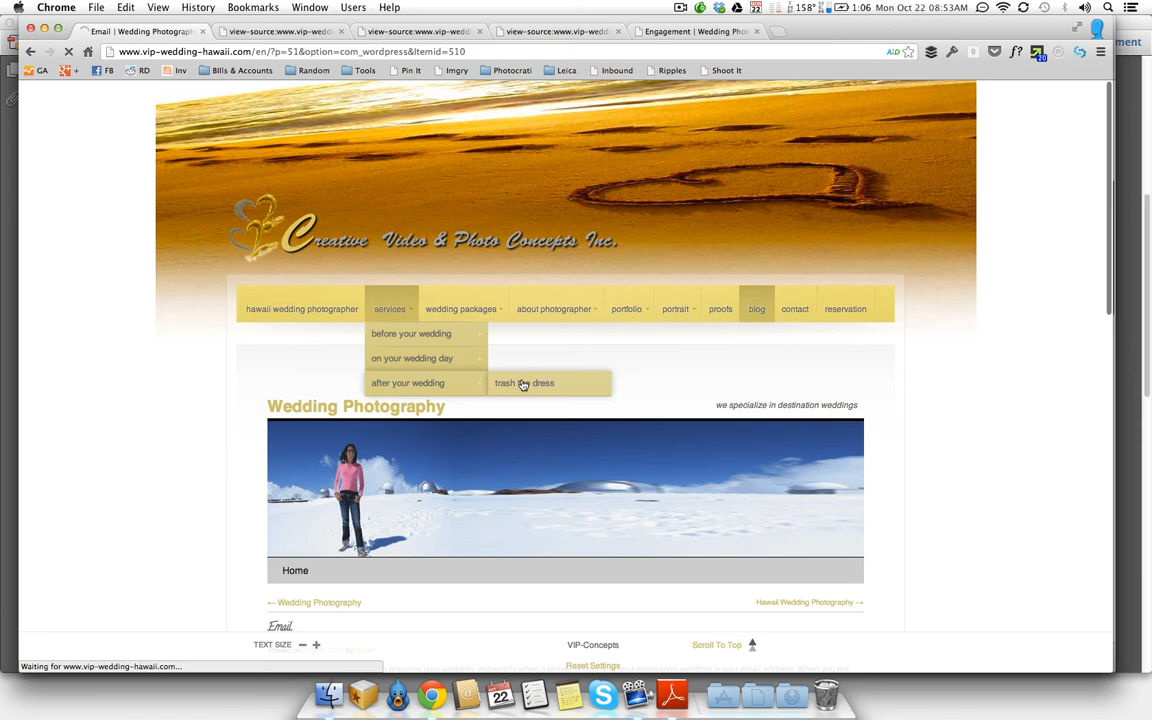 Chrome File Edit View History Bookmarks Window Users Help 158° 1:06 Mon Oct 22 08:53AM
Email | Wedding Photograph view-source:www.vip-weddi view-source:www.vip-wedd view-source:www.vip-wedd Engagement | Wedding Pho
www.vip-wedding-hawaii.com/en/?p=51&option=com_wordpress&Itemid=510
GA + FB RD Inv Bills & Accounts Random Tools Pin It Imgry Photocrati Leica Inbound Ripples Shoot It
Creative Video & Photo Concepts Inc.
hawaii wedding photographer services wedding packages about photographer portfolio portrait proofs blog contact reservation
before your wedding
on your wedding day
after your wedding trash the dress
Wedding Photography we specialize in destination weddings
Home
← Wedding Photography Hawaii Wedding Photography →
Email
TEXT SIZE VIP-Concepts Scroll To Top
Reset Settings
Waiting for www.vip-wedding-hawaii.com...